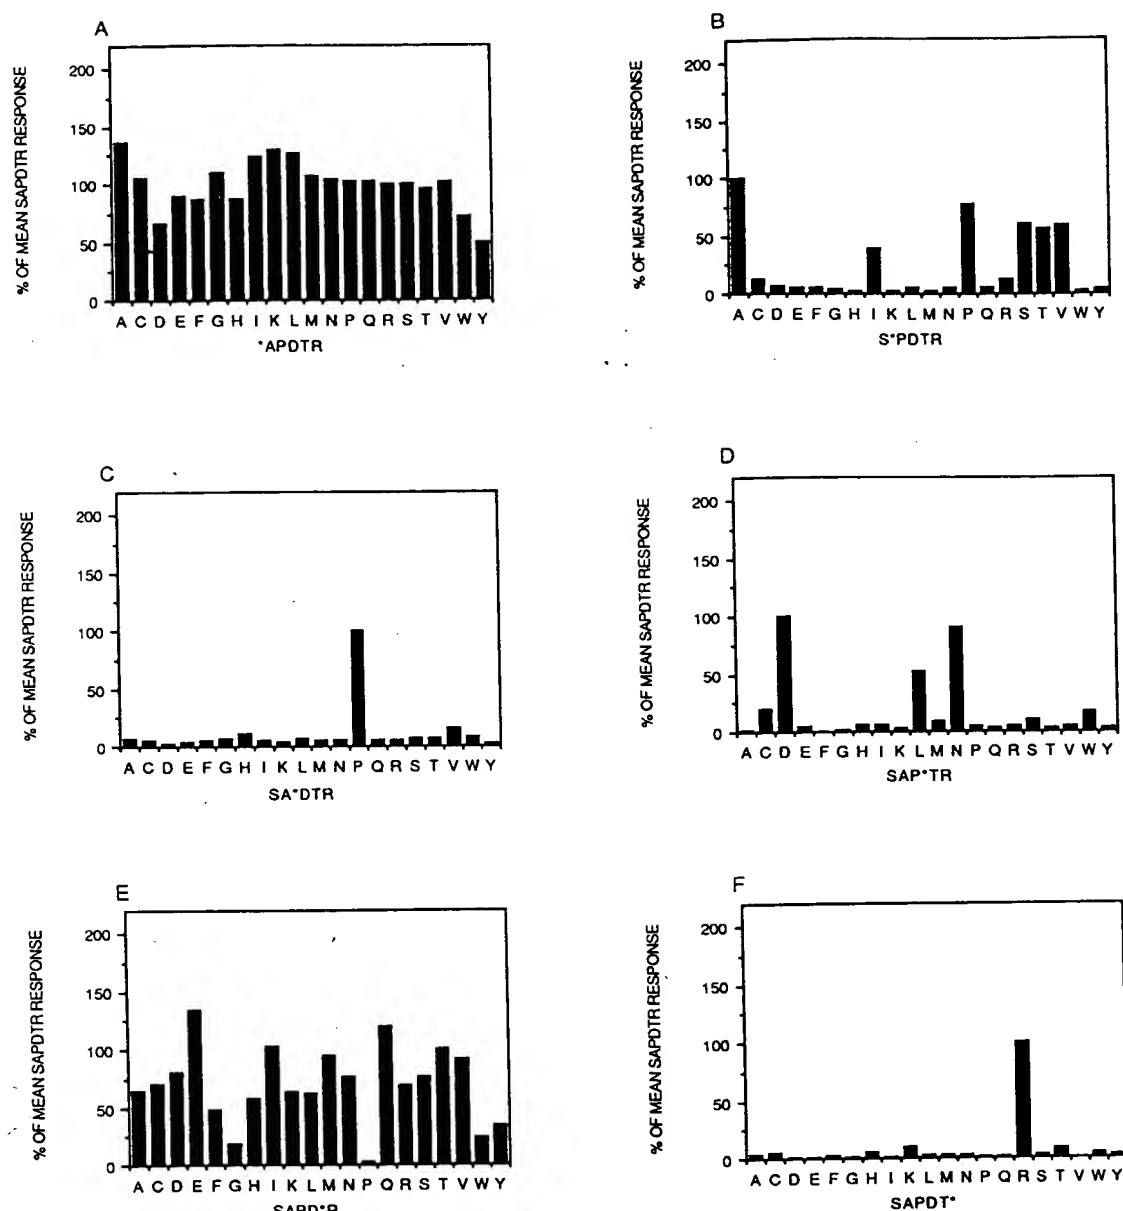 A
% OF MEAN SAPDTR RESPONSE
200
150
100
50
0
A C D E F G H I K L M N P Q R S T V W Y
*APDTR
B
% OF MEAN SAPDTR RESPONSE
200
150
100
50
0
A C D E F G H I K L M N P Q R S T V W Y
S*PDTR
C
% OF MEAN SAPDTR RESPONSE
200
150
100
50
0
A C D E F G H I K L M N P Q R S T V W Y
SA*DTR
D
% OF MEAN SAPDTR RESPONSE
200
150
100
50
0
A C D E F G H I K L M N P Q R S T V W Y
SAP*TR
E
% OF MEAN SAPDTR RESPONSE
200
150
100
50
0
A C D E F G H I K L M N P Q R S T V W Y
F
% OF MEAN SAPDTR RESPONSE
200
150
100
50
0
A C D E F G H I K L M N P Q R S T V W Y
SAPDT*